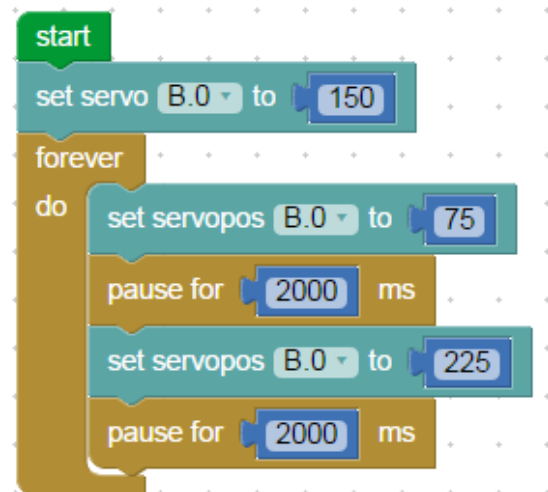 start
set servo B.0 to 150
forever
do
set servopos B.0 to 75
pause for 2000 ms
set servopos B.0 to 225
pause for 2000 ms